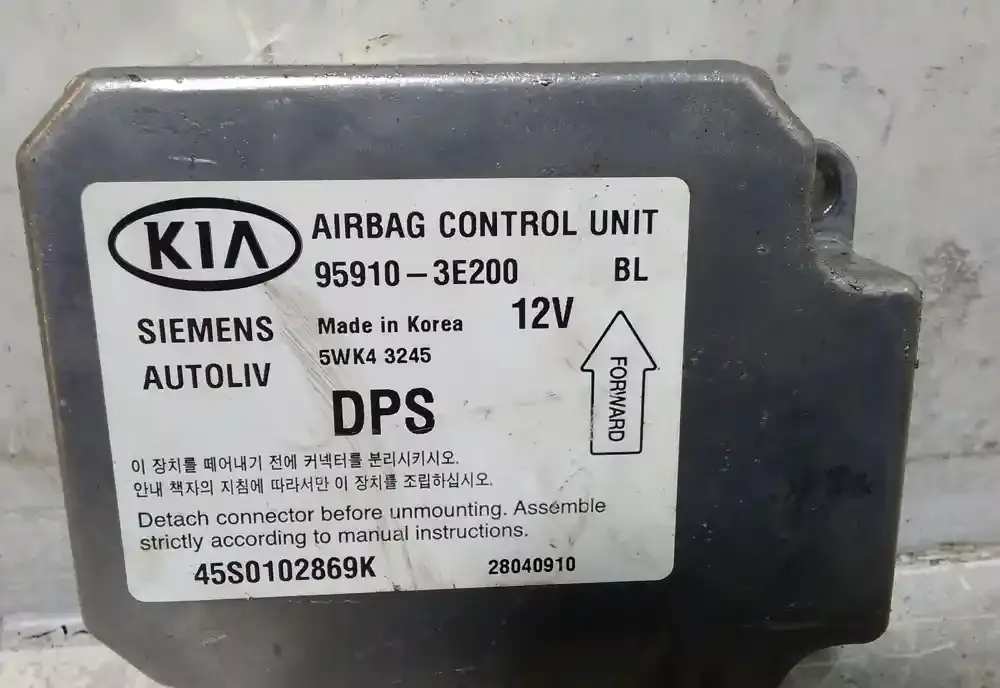 KIA AIRBAG CONTROL UNIT
95910-3E200 BL
SIEMENS Made in Korea 12V
AUTOLIV 5WK4 3245
DPS
FORWARD
이 장치를 떼어내기 전에 커넥터를 분리시키시오.
안내 책자의 지침에 따라서만 이 장치를 조립하십시오.
Detach connector before unmounting. Assemble
strictly according to manual instructions.
45S0102869K 28040910